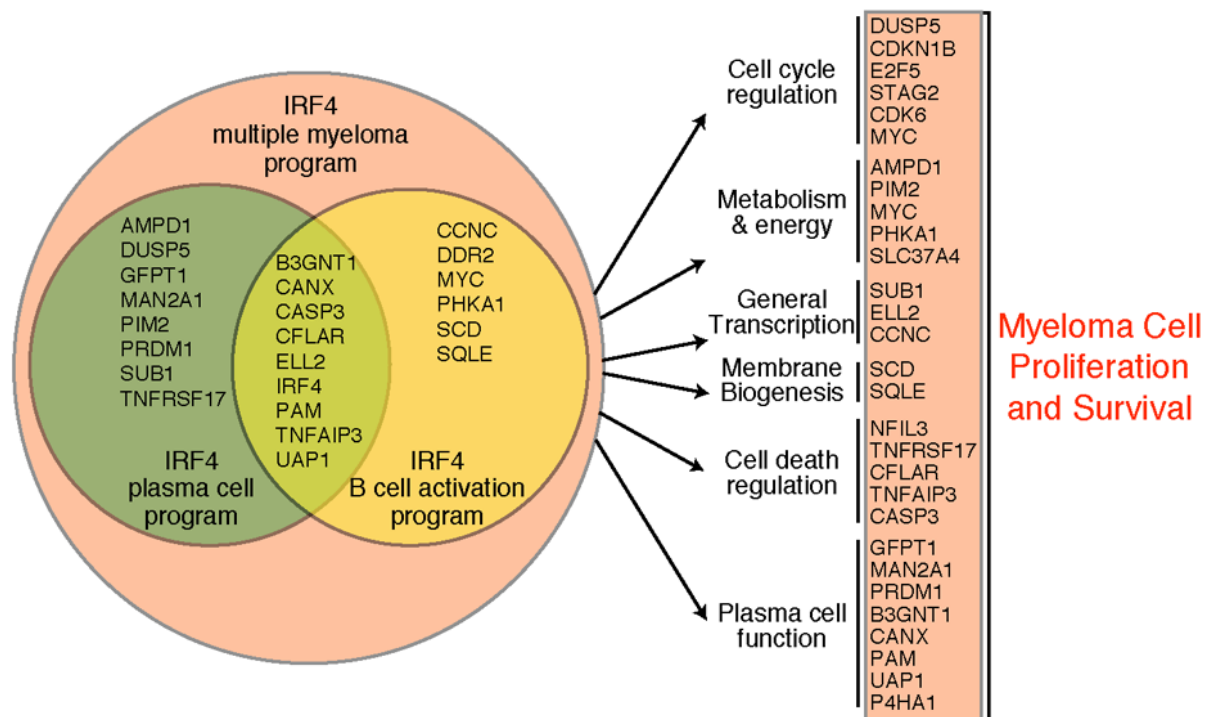 IRF4
multiple myeloma
program
AMPD1
DUSP5
GFPT1
MAN2A1
PIM2
PRDM1
SUB1
TNFRSF17
IRF4
plasma cell
program
B3GNT1
CANX
CASP3
CFLAR
ELL2
IRF4
PAM
TNFAIP3
UAP1
CCNC
DDR2
MYC
PHKA1
SCD
SQLE
IRF4
B cell activation
program
Cell cycle
regulation
DUSP5
CDKN1B
E2F5
STAG2
CDK6
MYC
Metabolism
& energy
AMPD1
PIM2
MYC
PHKA1
SLC37A4
General
Transcription
SUB1
ELL2
CCNC
Membrane
Biogenesis
SCD
SQLE
Cell death
regulation
NFIL3
TNFRSF17
CFLAR
TNFAIP3
CASP3
Plasma cell
function
GFPT1
MAN2A1
PRDM1
B3GNT1
CANX
PAM
UAP1
P4HA1
Myeloma Cell
Proliferation
and Survival